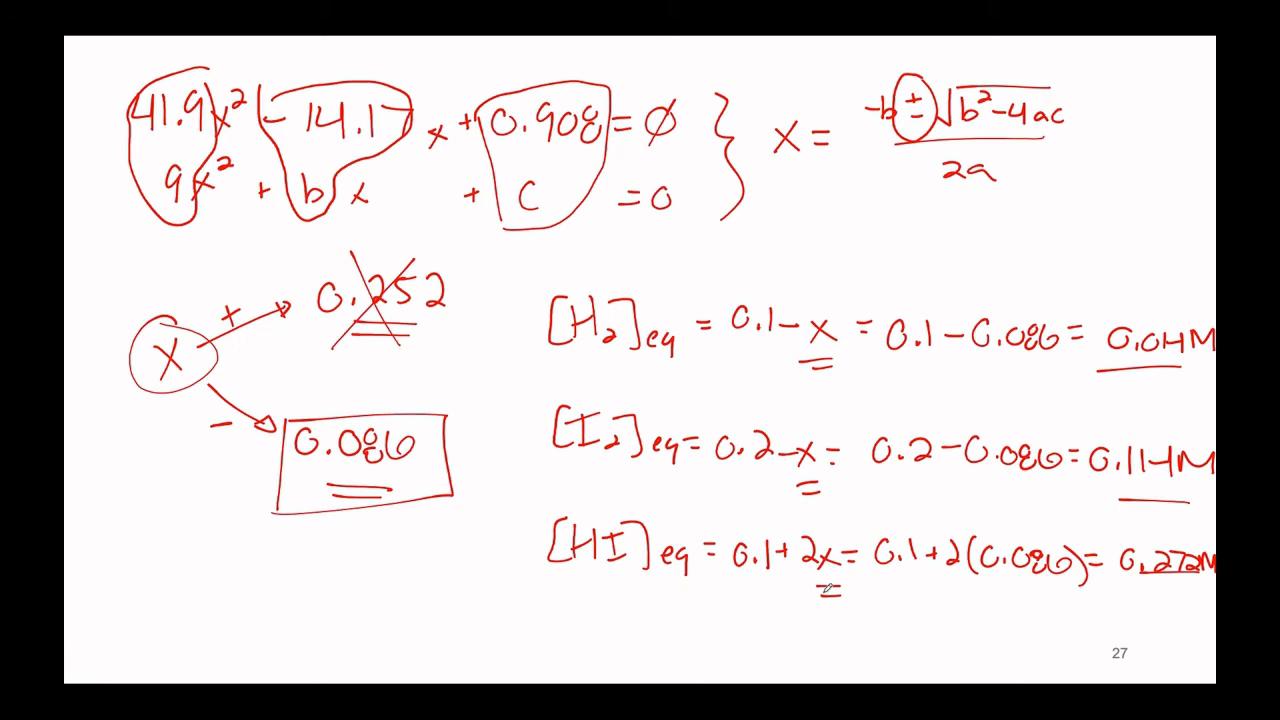 41.9x² - 14.17x + 0.908 = ∅ } x = -b ± √b²-4ac / 2a
ax² + bx + c = 0
x + → 0.252
- → 0.086
[H₂]eq = 0.1 - x = 0.1 - 0.086 = 0.014M
[I₂]eq = 0.2 - x = 0.2 - 0.086 = 0.114M
[HI]eq = 0.1 + 2x = 0.1 + 2(0.086) = 0.272M
27